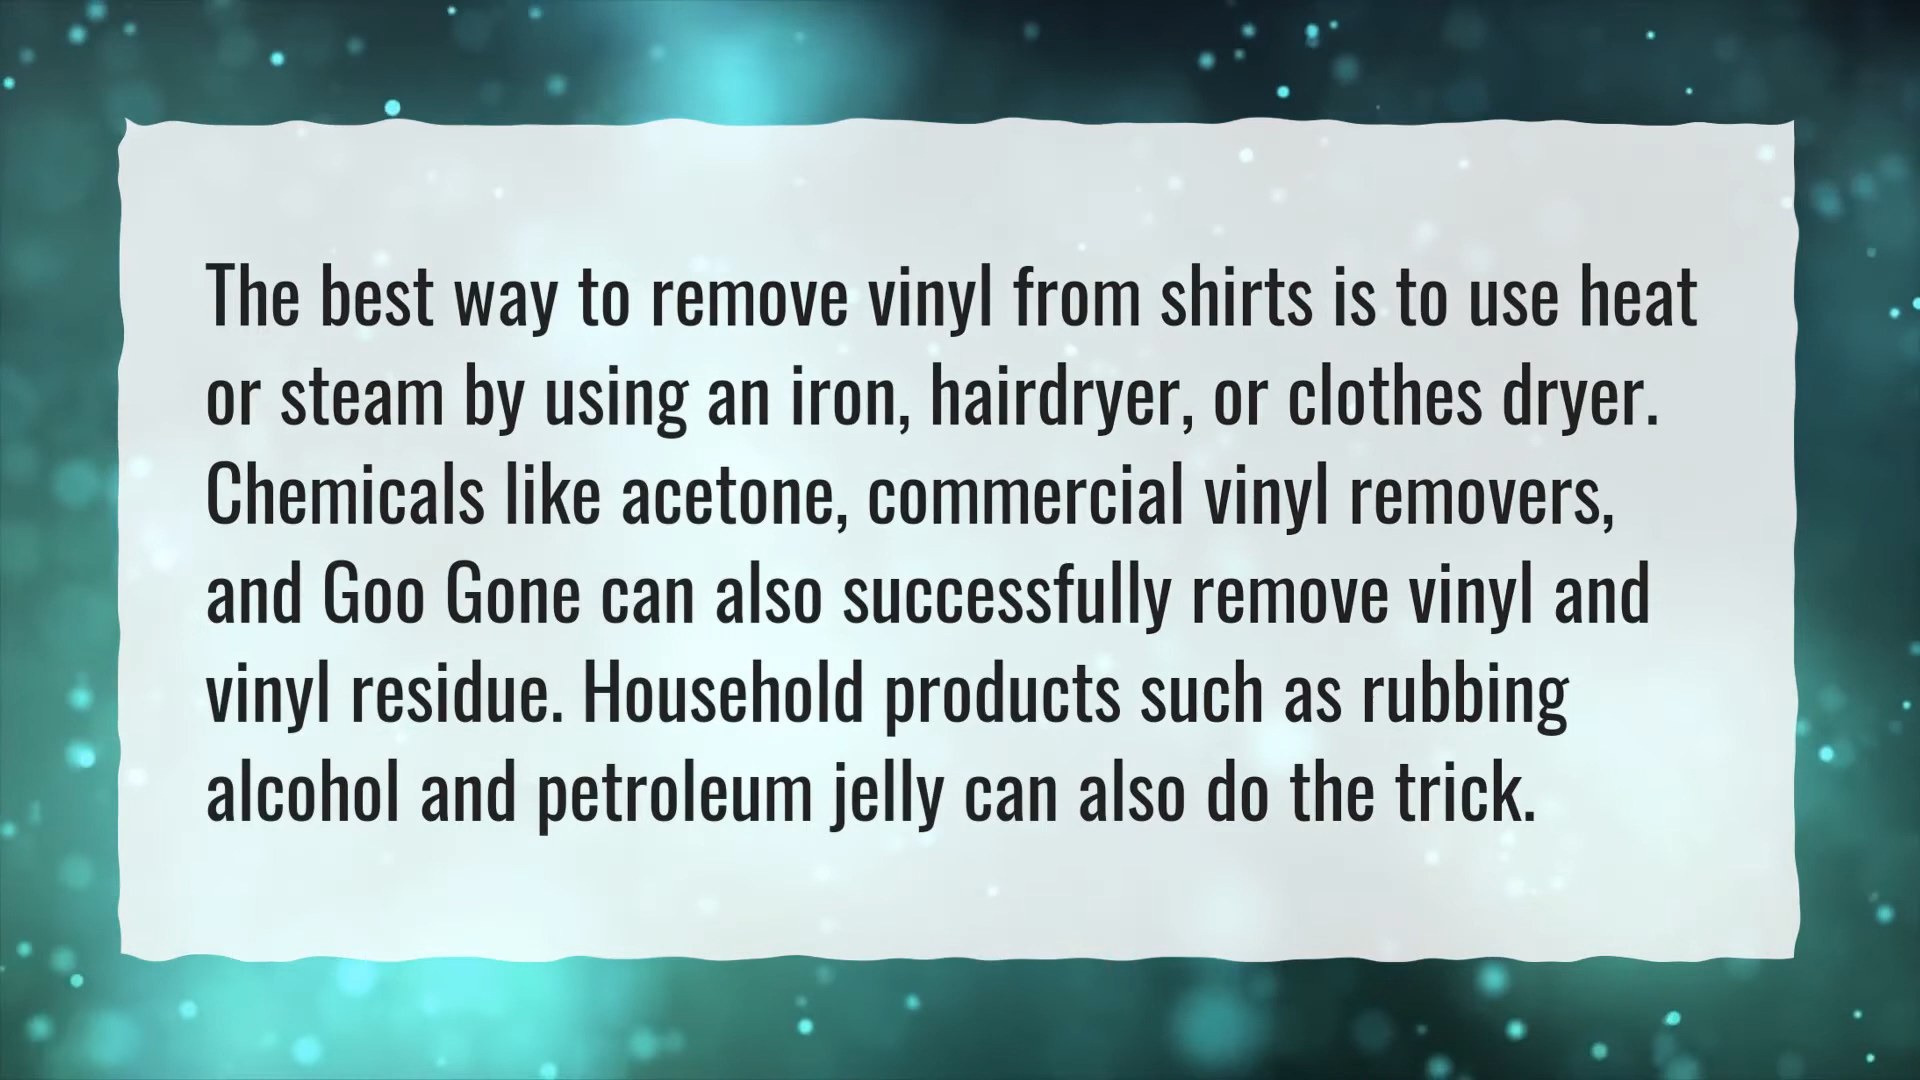 The best way to remove vinyl from shirts is to use heat
or steam by using an iron, hairdryer, or clothes dryer.
Chemicals like acetone, commercial vinyl removers,
and Goo Gone can also successfully remove vinyl and
vinyl residue. Household products such as rubbing
alcohol and petroleum jelly can also do the trick.